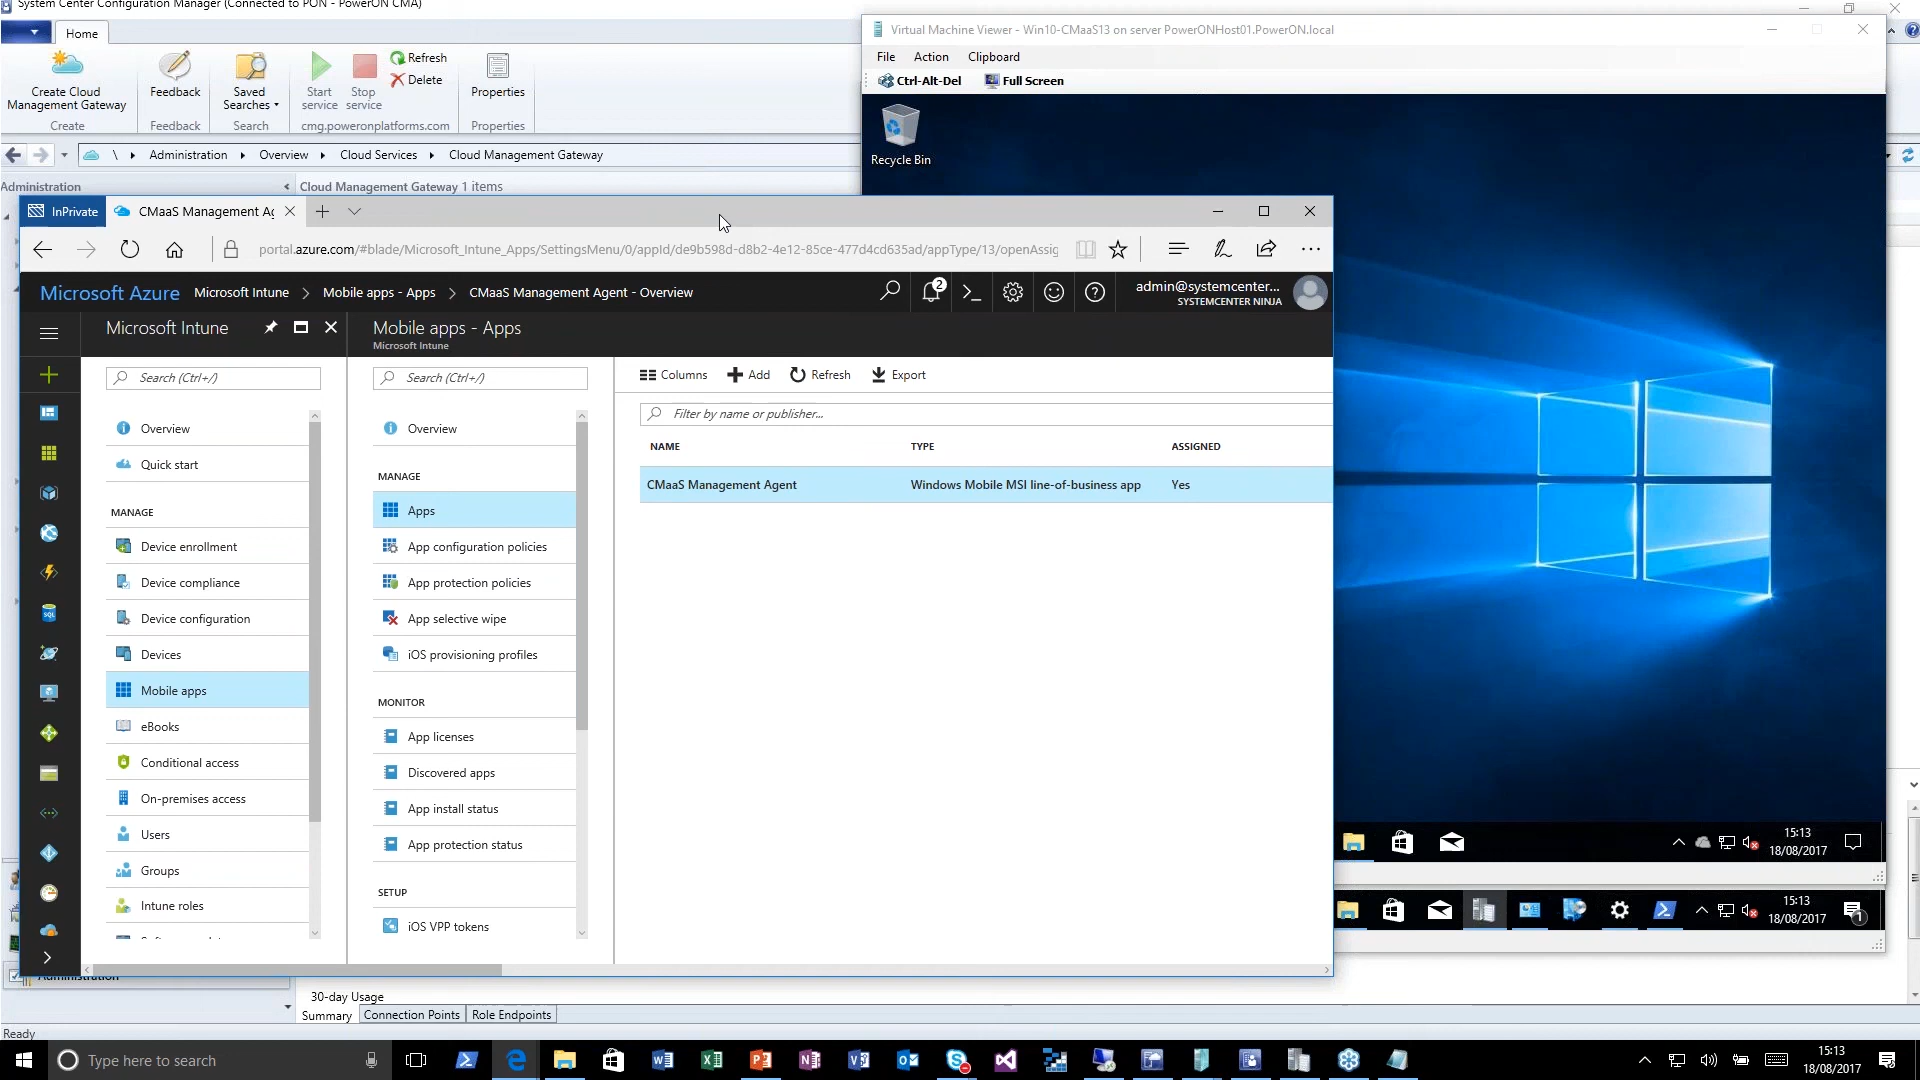 System Center Configuration Manager (Connected to PON - PowerON CMA)
Home
Create Cloud
Management Gateway
Create
Feedback
Feedback
Saved
Searches
Search
Start
service
Stop
service
Refresh
Delete
cmg.poweronplatforms.com
Properties
Properties
\ Administration Overview Cloud Services Cloud Management Gateway
Administration
Cloud Management Gateway 1 items
Virtual Machine Viewer - Win10-CMaaS13 on server PowerONHost01.PowerON.local
File Action Clipboard
Ctrl-Alt-Del Full Screen
Recycle Bin
InPrivate
CMaaS Management Ag
portal.azure.com/#blade/Microsoft_Intune_Apps/SettingsMenu/0/appId/de9b598d-d8b2-4e12-85ce-477d4cd635ad/appType/13/openAssig
Microsoft Azure Microsoft Intune > Mobile apps - Apps > CMaaS Management Agent - Overview
2
admin@systemcenter...
SYSTEMCENTER NINJA
Microsoft Intune
Search (Ctrl+/)
Overview
Quick start
MANAGE
Device enrollment
Device compliance
Device configuration
Devices
Mobile apps
eBooks
Conditional access
On-premises access
Users
Groups
Intune roles
Mobile apps - Apps
Microsoft Intune
Search (Ctrl+/)
Overview
MANAGE
Apps
App configuration policies
App protection policies
App selective wipe
iOS provisioning profiles
MONITOR
App licenses
Discovered apps
App install status
App protection status
SETUP
iOS VPP tokens
Columns Add Refresh Export
Filter by name or publisher...
NAME TYPE ASSIGNED
CMaaS Management Agent Windows Mobile MSI line-of-business app Yes
15:13
18/08/2017
15:13
18/08/2017
1
Administration
30-day Usage
Summary Connection Points Role Endpoints
Ready
Type here to search
15:13
18/08/2017